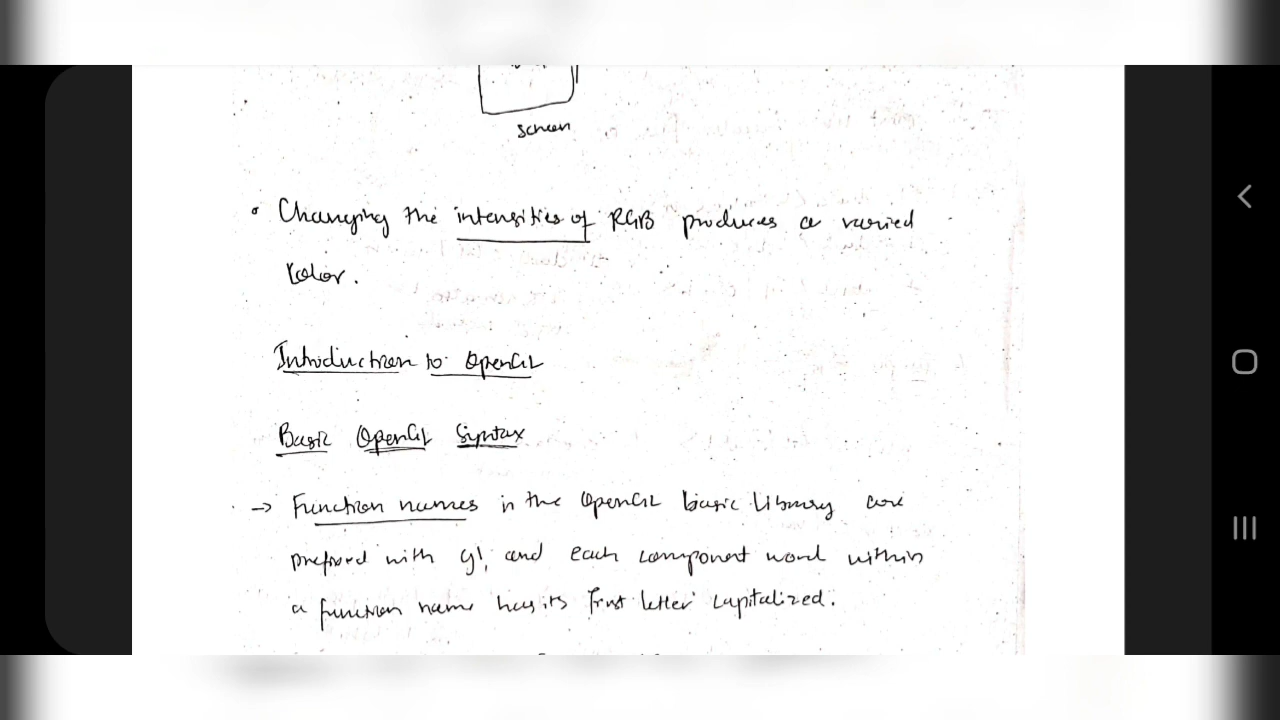 screen
• Changing the intensities of RGB produces a varied
color.
Introduction to OpenGL
Basic OpenGL Syntax
→ Function names in the OpenGL basic library are
prefixed with gl, and each component word within
a function name has its first letter capitalized.